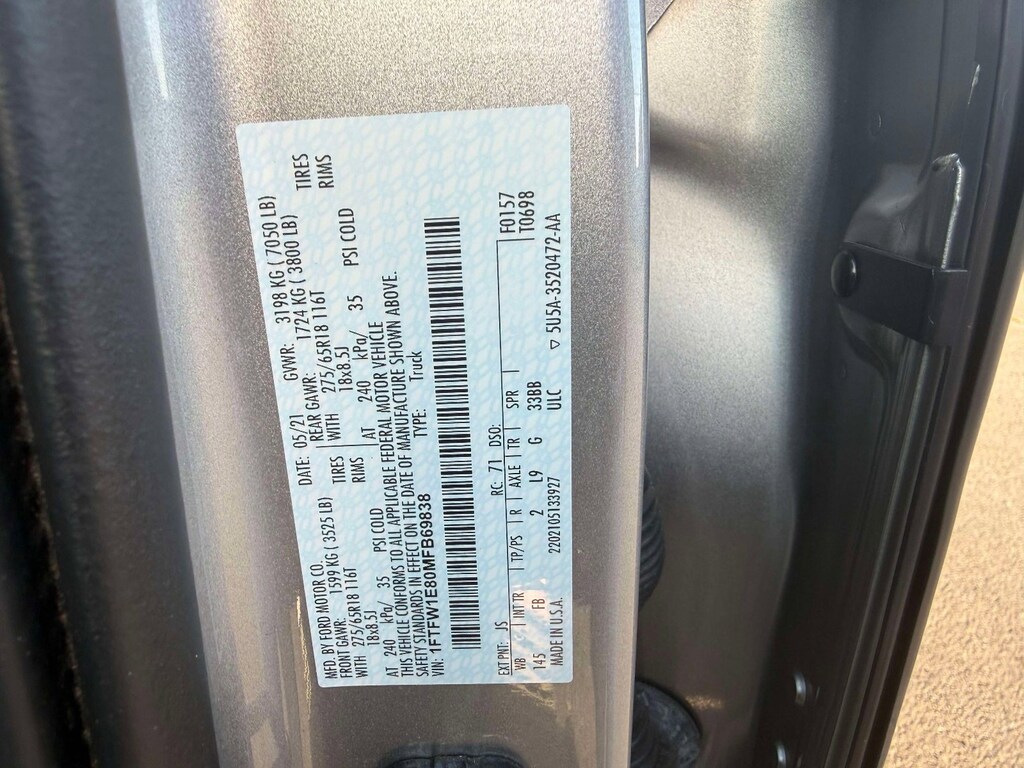 MFD. BY FORD MOTOR CO.
DATE: 05/21 GVWR: 3198 KG ( 7050 LB)
FRONT GAWR: 1599 KG ( 3525 LB) REAR GAWR: 1724 KG ( 3800 LB)
WITH 275/65R18 116T TIRES WITH 275/65R18 116T TIRES
18x8.5J RIMS 18x8.5J RIMS
AT 240 kPa/ 35 PSI COLD AT 240 kPa/ 35 PSI COLD
THIS VEHICLE CONFORMS TO ALL APPLICABLE FEDERAL MOTOR VEHICLE
SAFETY STANDARDS IN EFFECT ON THE DATE OF MANUFACTURE SHOWN ABOVE.
VIN: 1FTFW1E80MFB69838 TYPE: Truck
F0157
T0698
EXT PNT: JS RC: 71 DSO:
WB INT TR TP/PS R AXLE TR SPR
145 FB 2 L9 G 33BB
MADE IN U.S.A. 2202105133927 ULC
▽ 5U5A-3520472-AA